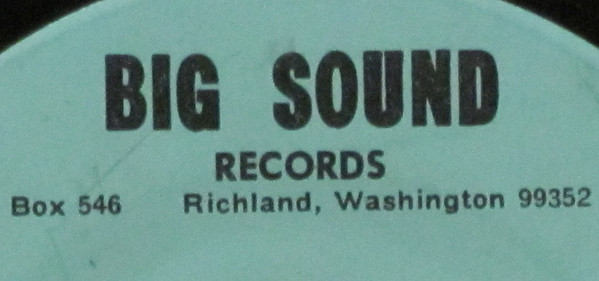 BIG SOUND
RECORDS
Box 546 Richland, Washington 99352